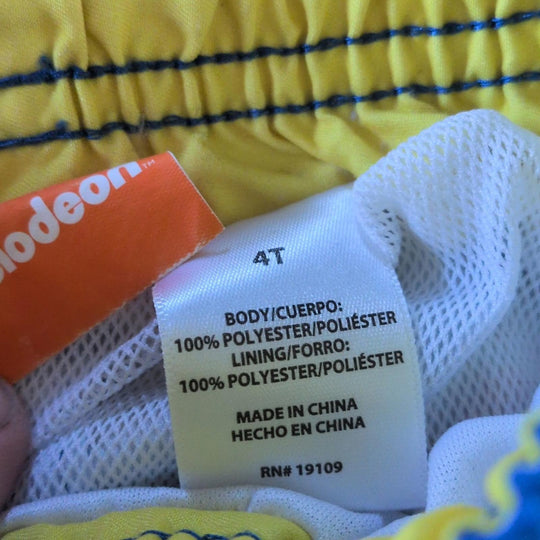 iodeon™
4T
BODY/CUERPO:
100% POLYESTER/POLIÉSTER
LINING/FORRO:
100% POLYESTER/POLIÉSTER
MADE IN CHINA
HECHO EN CHINA
RN# 19109